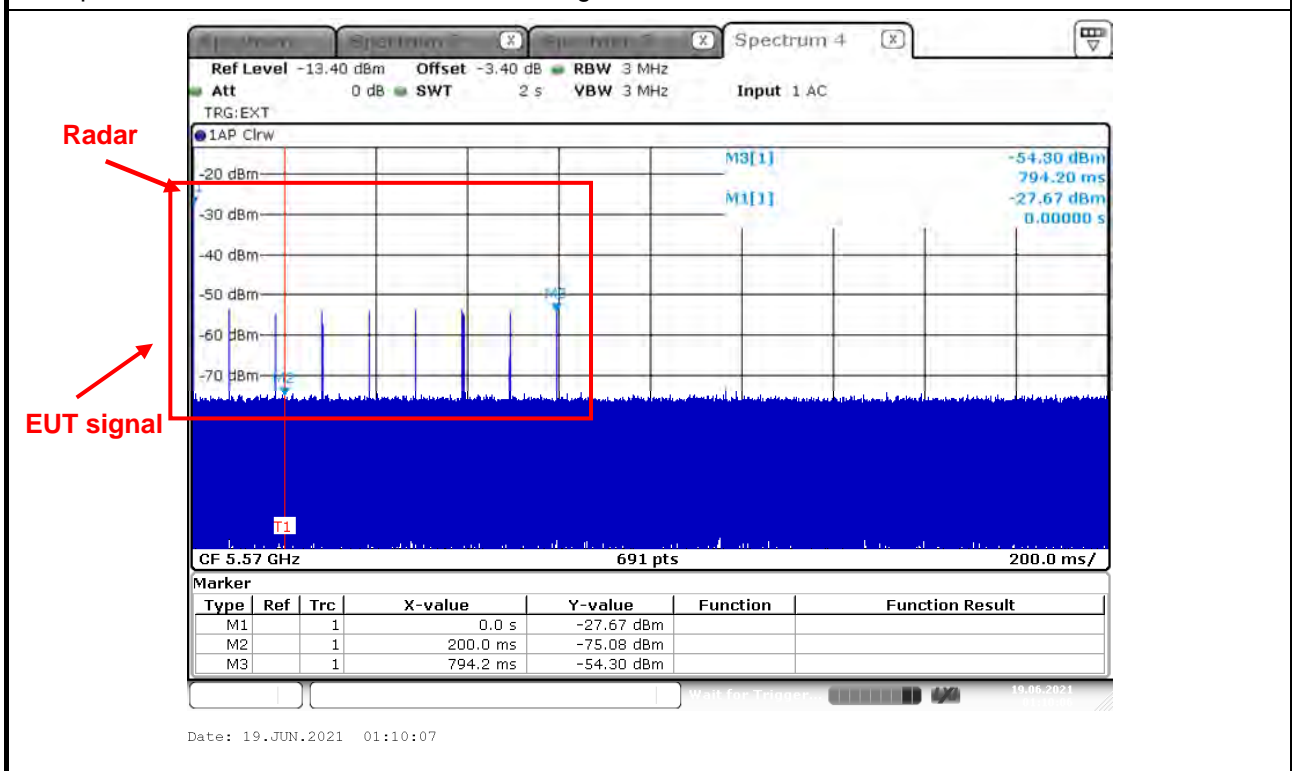 Spectrum 4
Ref Level -13.40 dBm Offset -3.40 dB RBW 3 MHz
Att 0 dB SWT 2 s VBW 3 MHz Input 1 AC
TRG:EXT
1AP Clrw
Radar
EUT signal
M3[1] -54.30 dBm
794.20 ms
M1[1] -27.67 dBm
0.00000 s
-20 dBm
-30 dBm
-40 dBm
-50 dBm
M3
-60 dBm
-70 dBm
M2
T1
CF 5.57 GHz 691 pts 200.0 ms/
Marker
Type Ref Trc X-value Y-value Function Function Result
M1 1 0.0 s -27.67 dBm
M2 1 200.0 ms -75.08 dBm
M3 1 794.2 ms -54.30 dBm
Wait for Trigger... 19.06.2021
Date: 19.JUN.2021 01:10:07